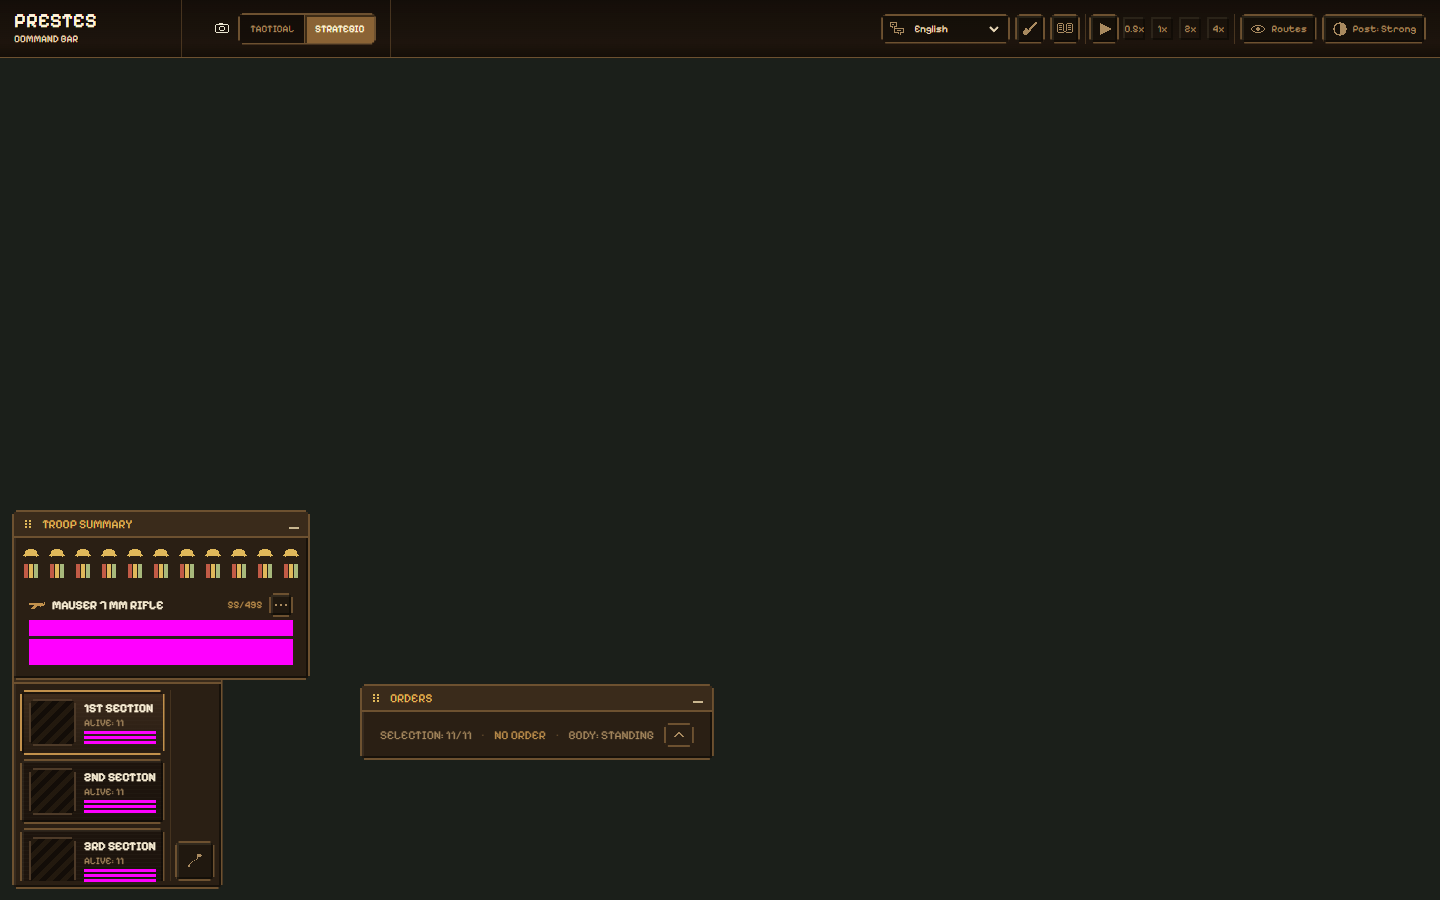 PRESTES
COMMAND BAR
TACTICAL
STRATEGIC
English
0.5x
1x
2x
4x
Routes
Post: Strong
TROOP SUMMARY
MAUSER 7 MM RIFLE
55/495
ORDERS
SELECTION: 11/11 · NO ORDER · BODY: STANDING
1ST SECTION
ALIVE: 11
2ND SECTION
ALIVE: 11
3RD SECTION
ALIVE: 11